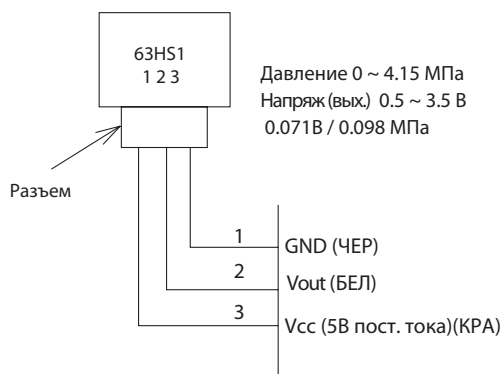 63HS1
1 2 3
Давление 0 ~ 4.15 МПа
Напряж (вых.) 0.5 ~ 3.5 В
0.071В / 0.098 МПа
Разъем
1 GND (ЧЕР)
2 Vout (БЕЛ)
3 Vcc (5В пост. тока)(КРА)